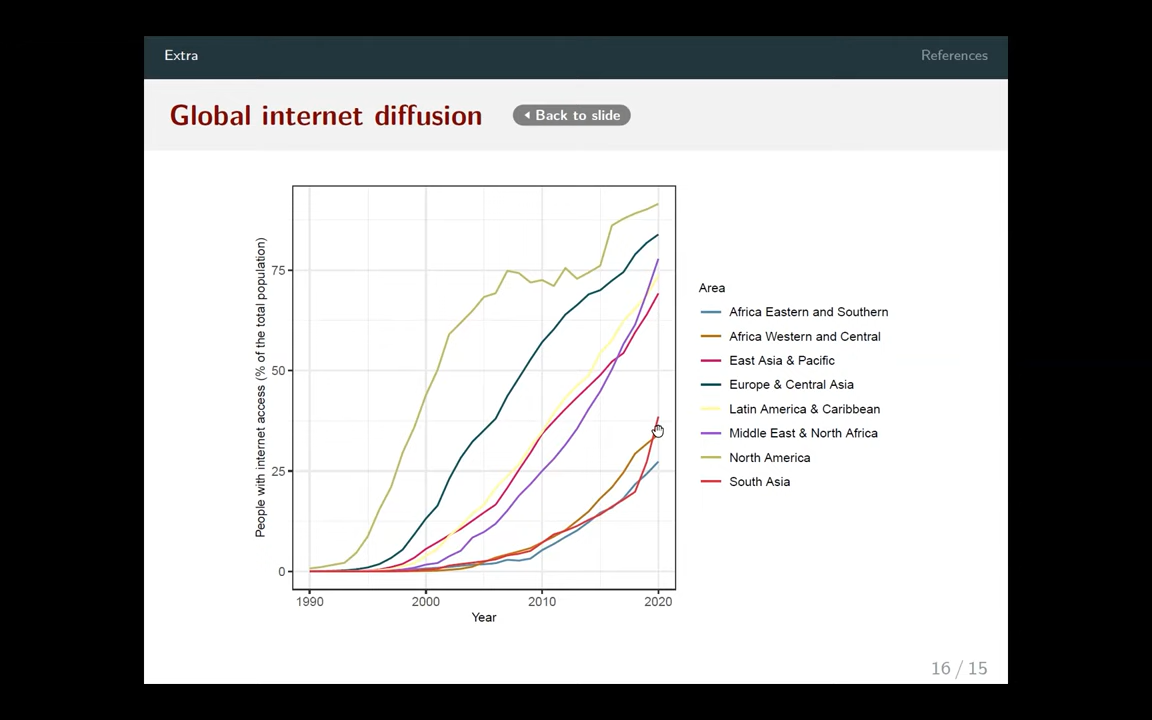 Extra
References
Global internet diffusion
Back to slide
People with internet access (% of the total population)
75
50
25
0
1990
2000
2010
2020
Year
Area
Africa Eastern and Southern
Africa Western and Central
East Asia & Pacific
Europe & Central Asia
Latin America & Caribbean
Middle East & North Africa
North America
South Asia
16 / 15